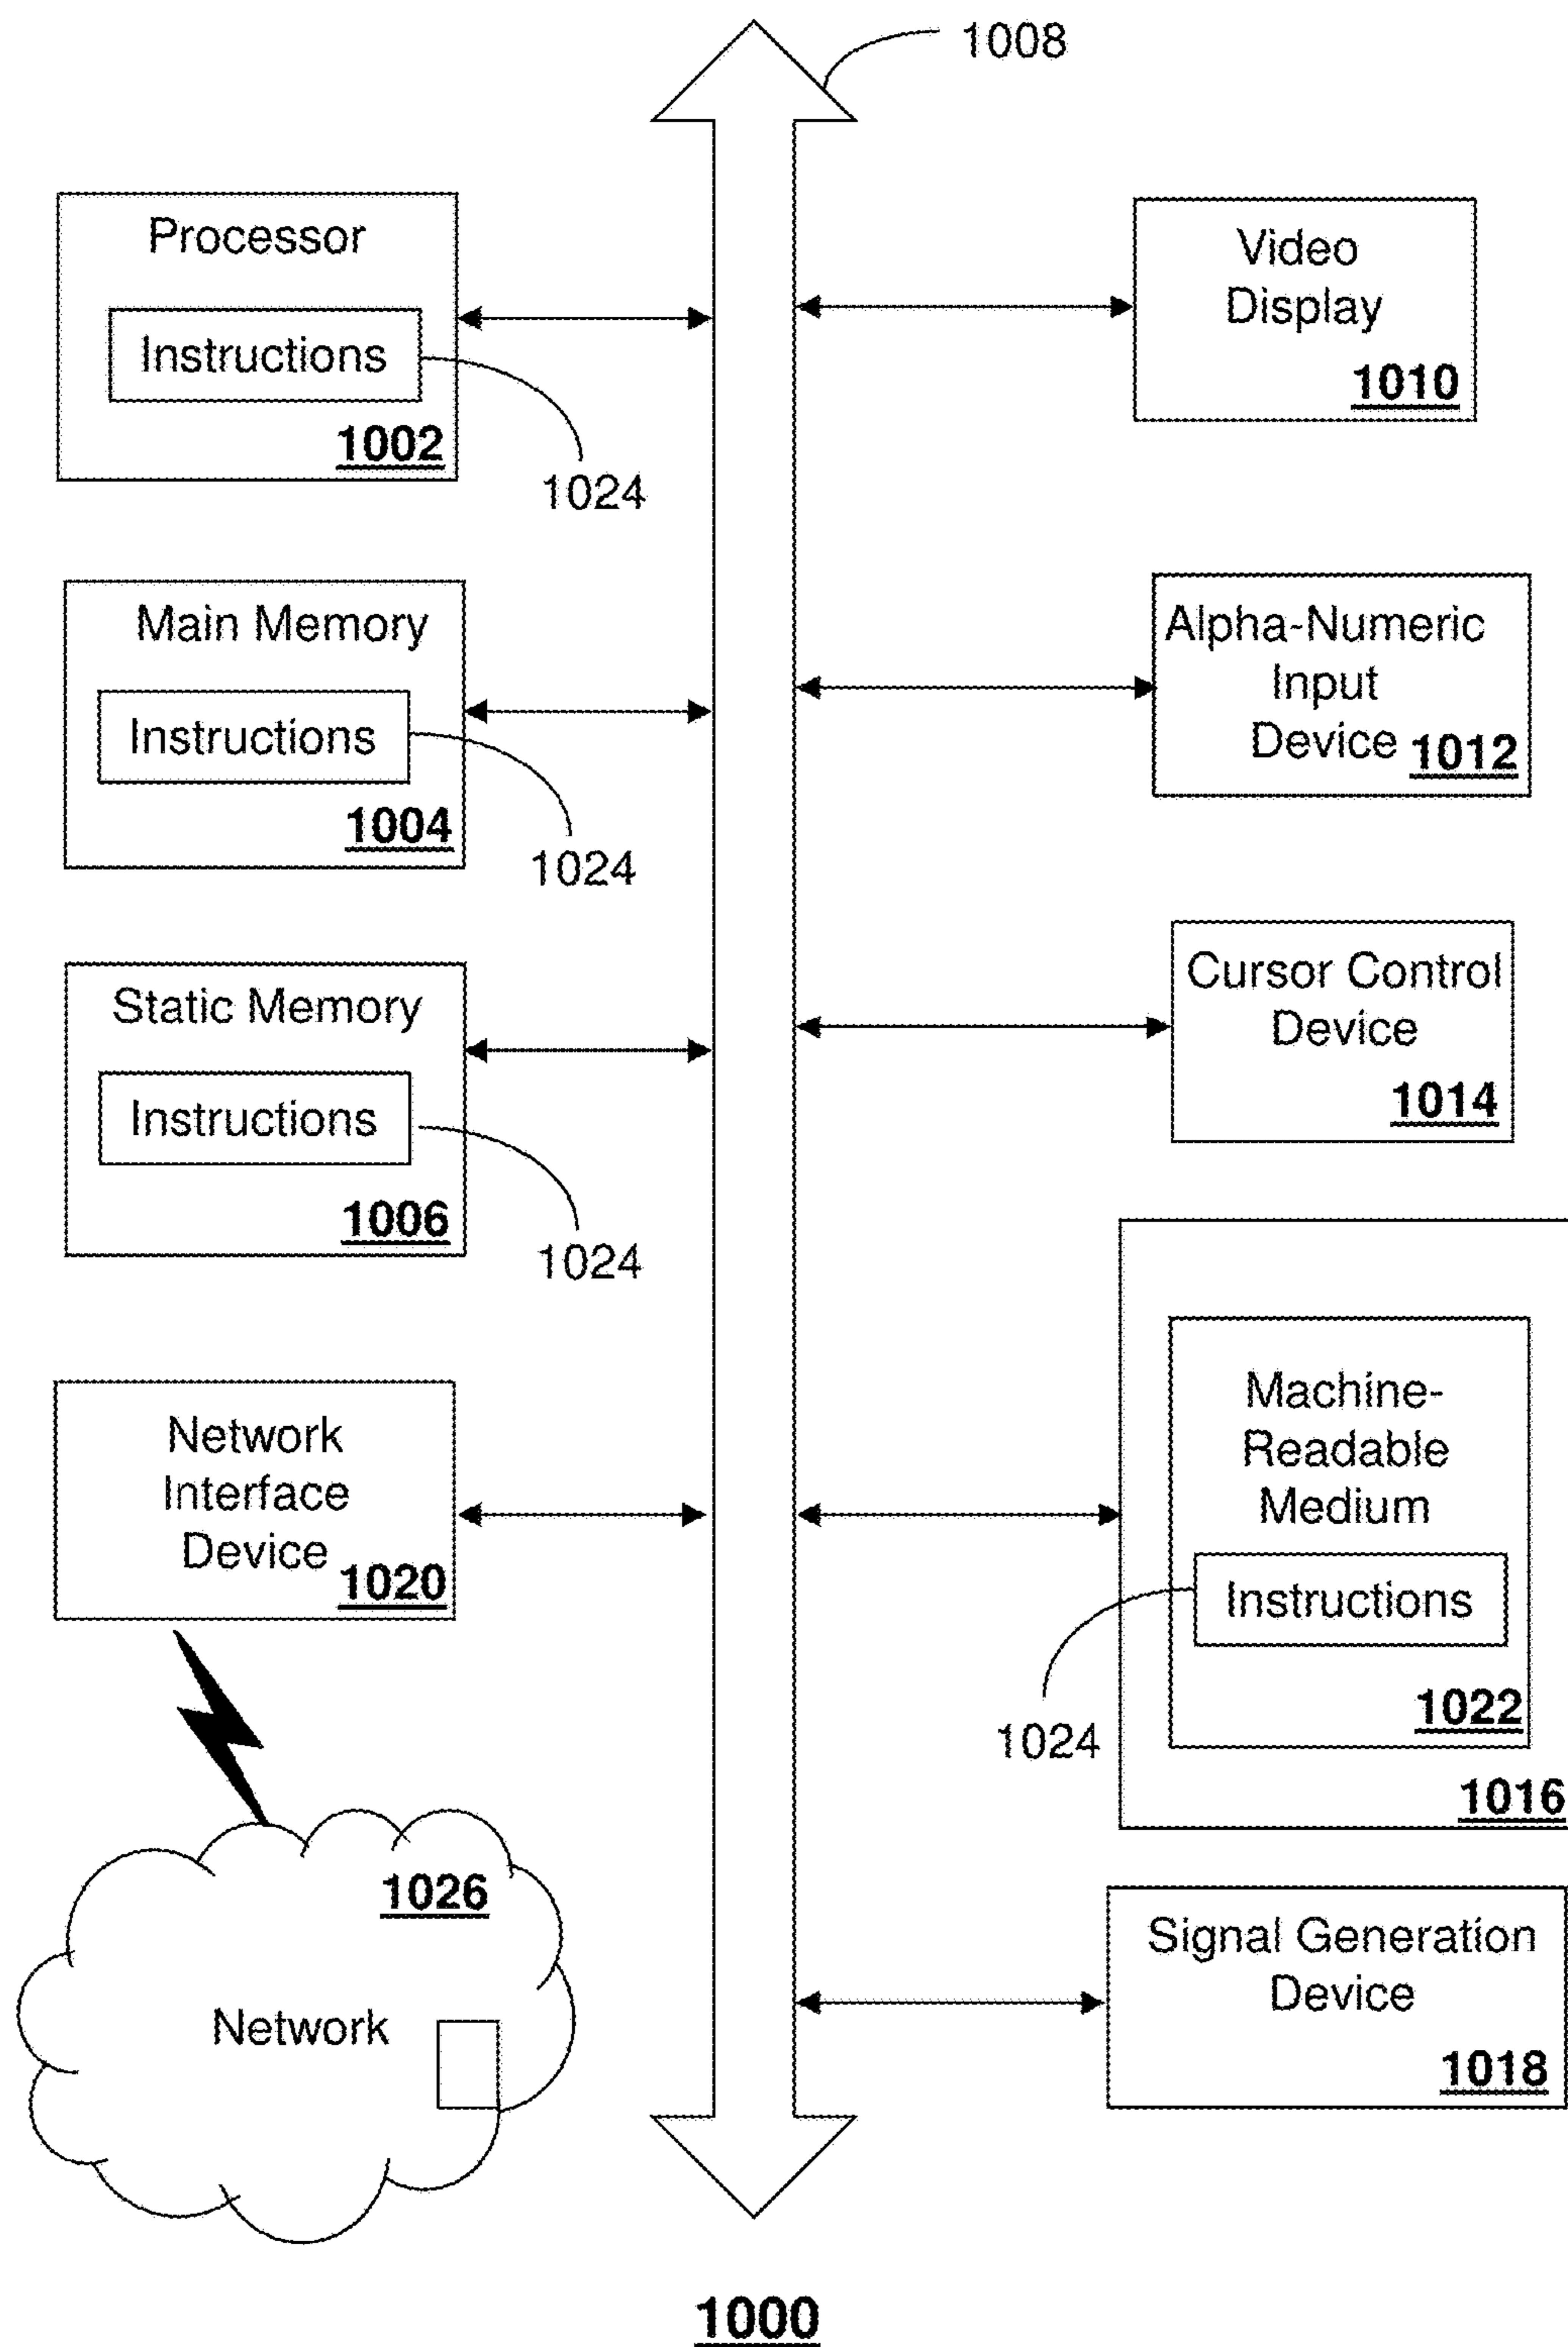 1008
Processor
Instructions
1002
1024
Main Memory
Instructions
1004
1024
Static Memory
Instructions
1006
1024
Network
Interface
Device
1020
1026
Network
Video
Display
1010
Alpha-Numeric
Input
Device 1012
Cursor Control
Device
1014
Machine-
Readable
Medium
Instructions
1022
1024
1016
Signal Generation
Device
1018
1000